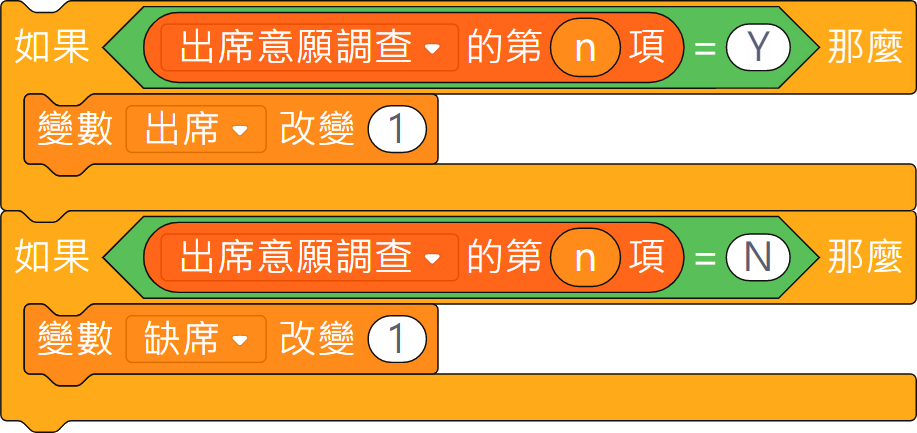 如果 出席意願調查 的第 n 項 = Y 那麼
變數 出席 改變 1
如果 出席意願調查 的第 n 項 = N 那麼
變數 缺席 改變 1